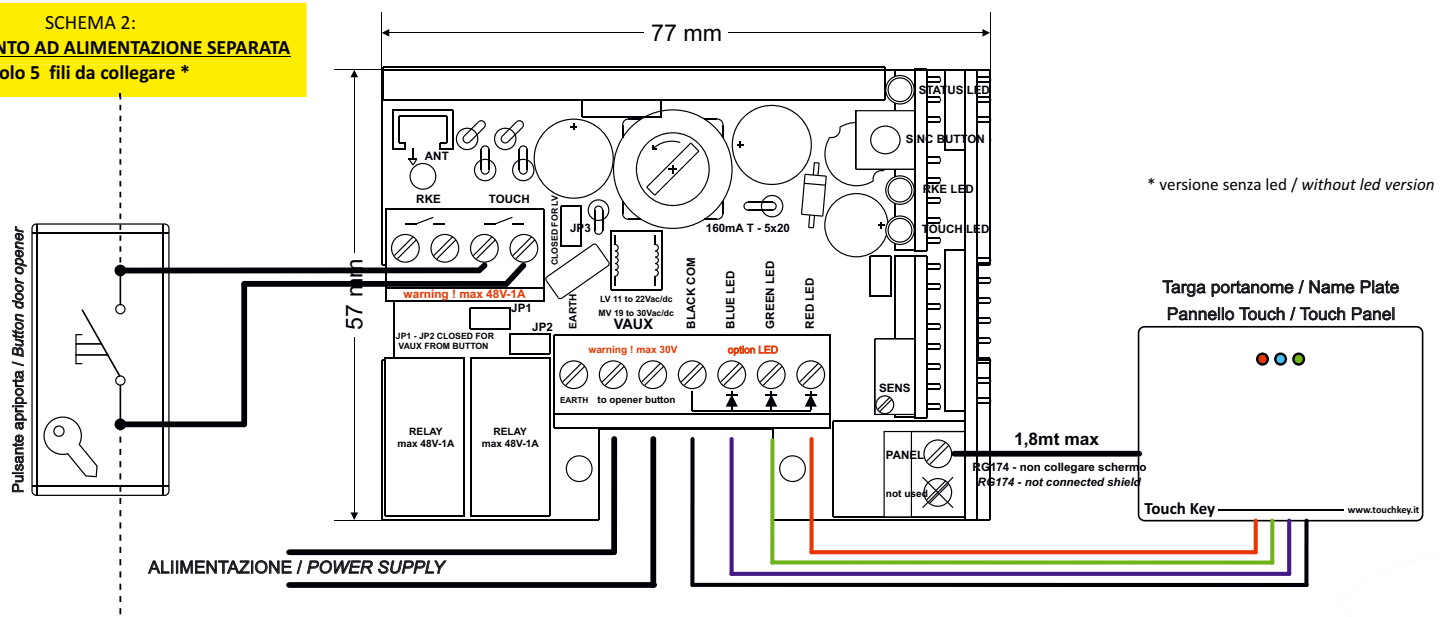 SCHEMA 2:
NTO AD ALIMENTAZIONE SEPARATA
olo 5 fili da collegare *
77 mm
57 mm
STATUS LED
SINC BUTTON
RKE LED
TOUCH LED
ANT
RKE
TOUCH
CLOSED FOR LV
JP3
160mA T - 5x20
warning ! max 48V-1A
JP1
JP2
JP1 - JP2 CLOSED FOR
VAUX FROM BUTTON
LV 11 to 22Vac/dc
MV 19 to 30Vac/dc
VAUX
EARTH
BLACK COM
BLUE LED
GREEN LED
RED LED
warning ! max 30V
option LED
EARTH
to opener button
RELAY
max 48V-1A
RELAY
max 48V-1A
SENS
PANEL
not used
Pulsante apriporta / Button door opener
ALIIMENTAZIONE / POWER SUPPLY
* versione senza led / without led version
Targa portanome / Name Plate
Pannello Touch / Touch Panel
1,8mt max
RG174 - non collegare schermo
RG174 - not connected shield
Touch Key
www.touchkey.it